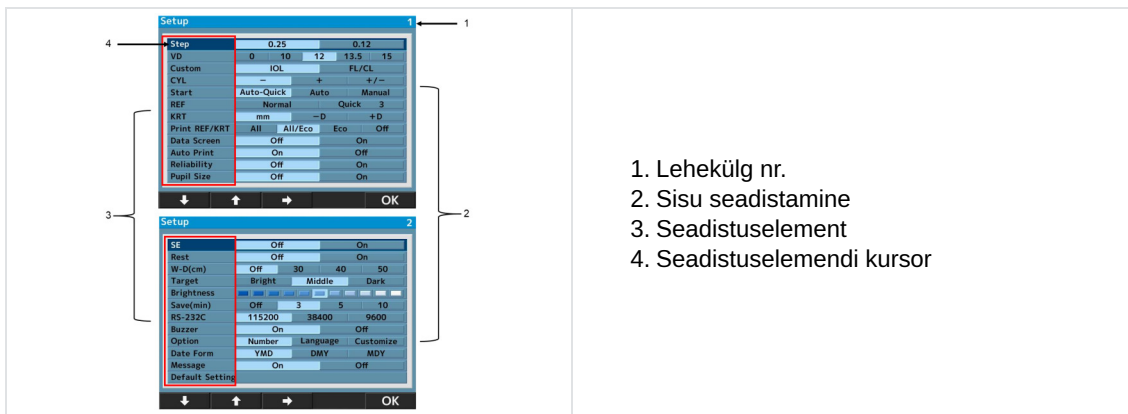 Setup 1
1
4
Step 0.25 0.12
VD 0 10 12 13.5 15
Custom IOL FL/CL
CYL − + +/−
Start Auto-Quick Auto Manual
REF Normal Quick 3
KRT mm −D +D
Print REF/KRT All All/Eco Eco Off
Data Screen Off On
Auto Print On Off
Reliability Off On
Pupil Size Off On
OK
3
2
Setup 2
SE Off On
Rest Off On
W-D(cm) Off 30 40 50
Target Bright Middle Dark
Brightness
Save(min) Off 3 5 10
RS-232C 115200 38400 9600
Buzzer On Off
Option Number Language Customize
Date Form YMD DMY MDY
Message On Off
Default Setting
OK
1. Lehekülg nr.
2. Sisu seadistamine
3. Seadistuselement
4. Seadistuselemendi kursor